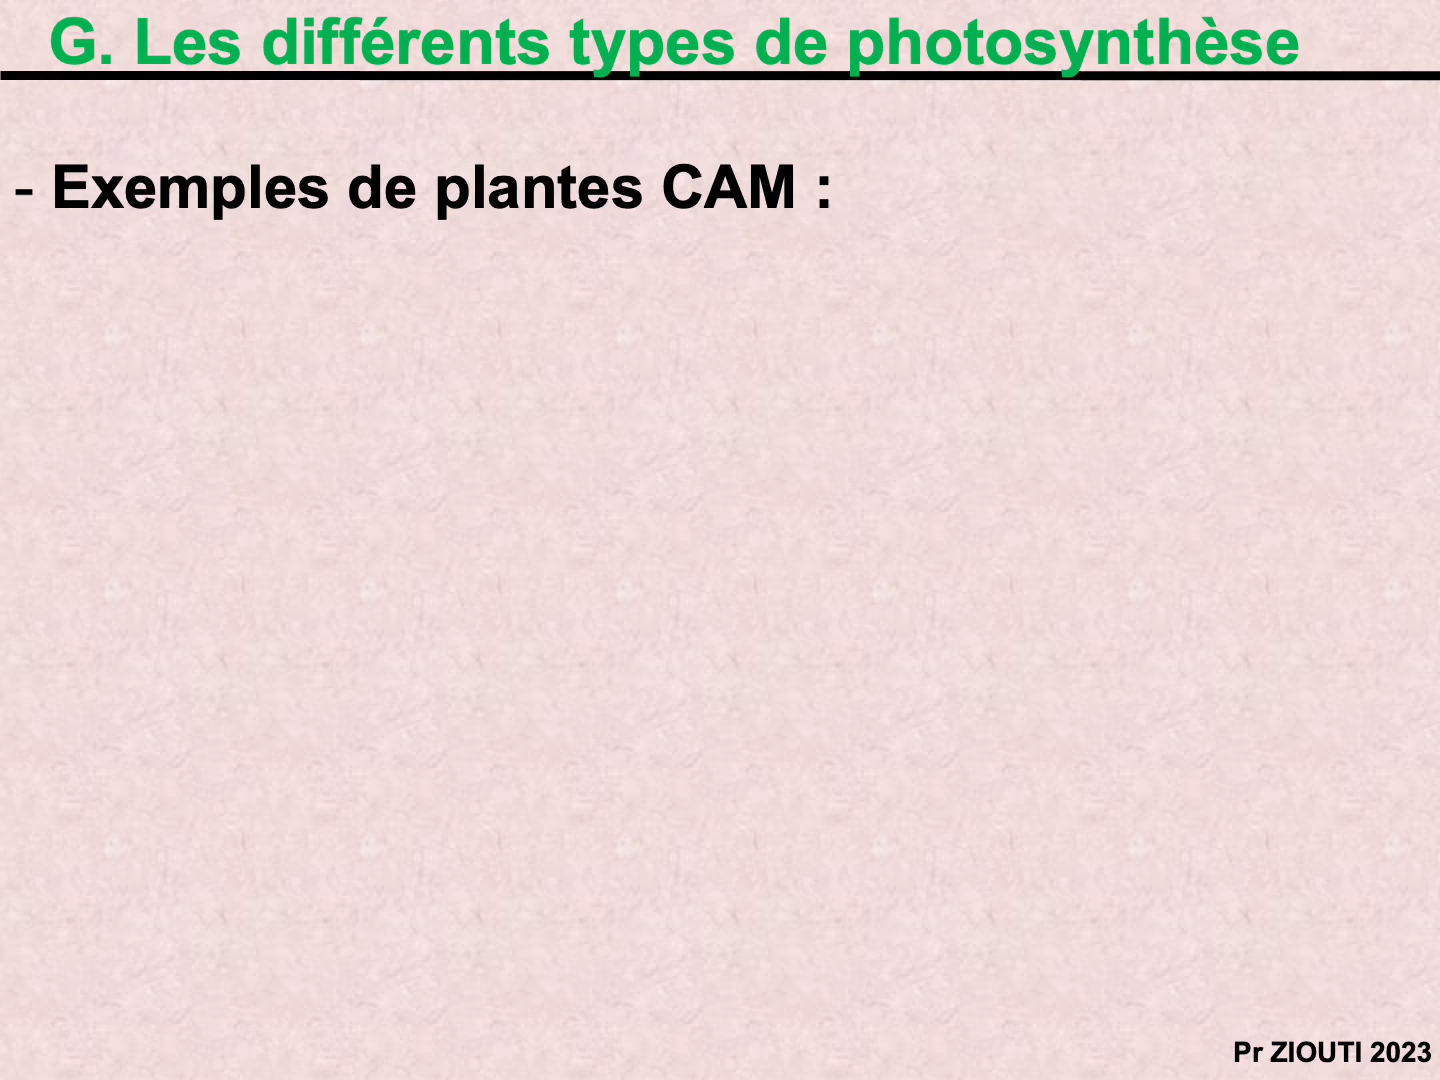 G. Les différents types de photosynthèse
- Exemples de plantes CAM :
Pr ZIOUTI 2023